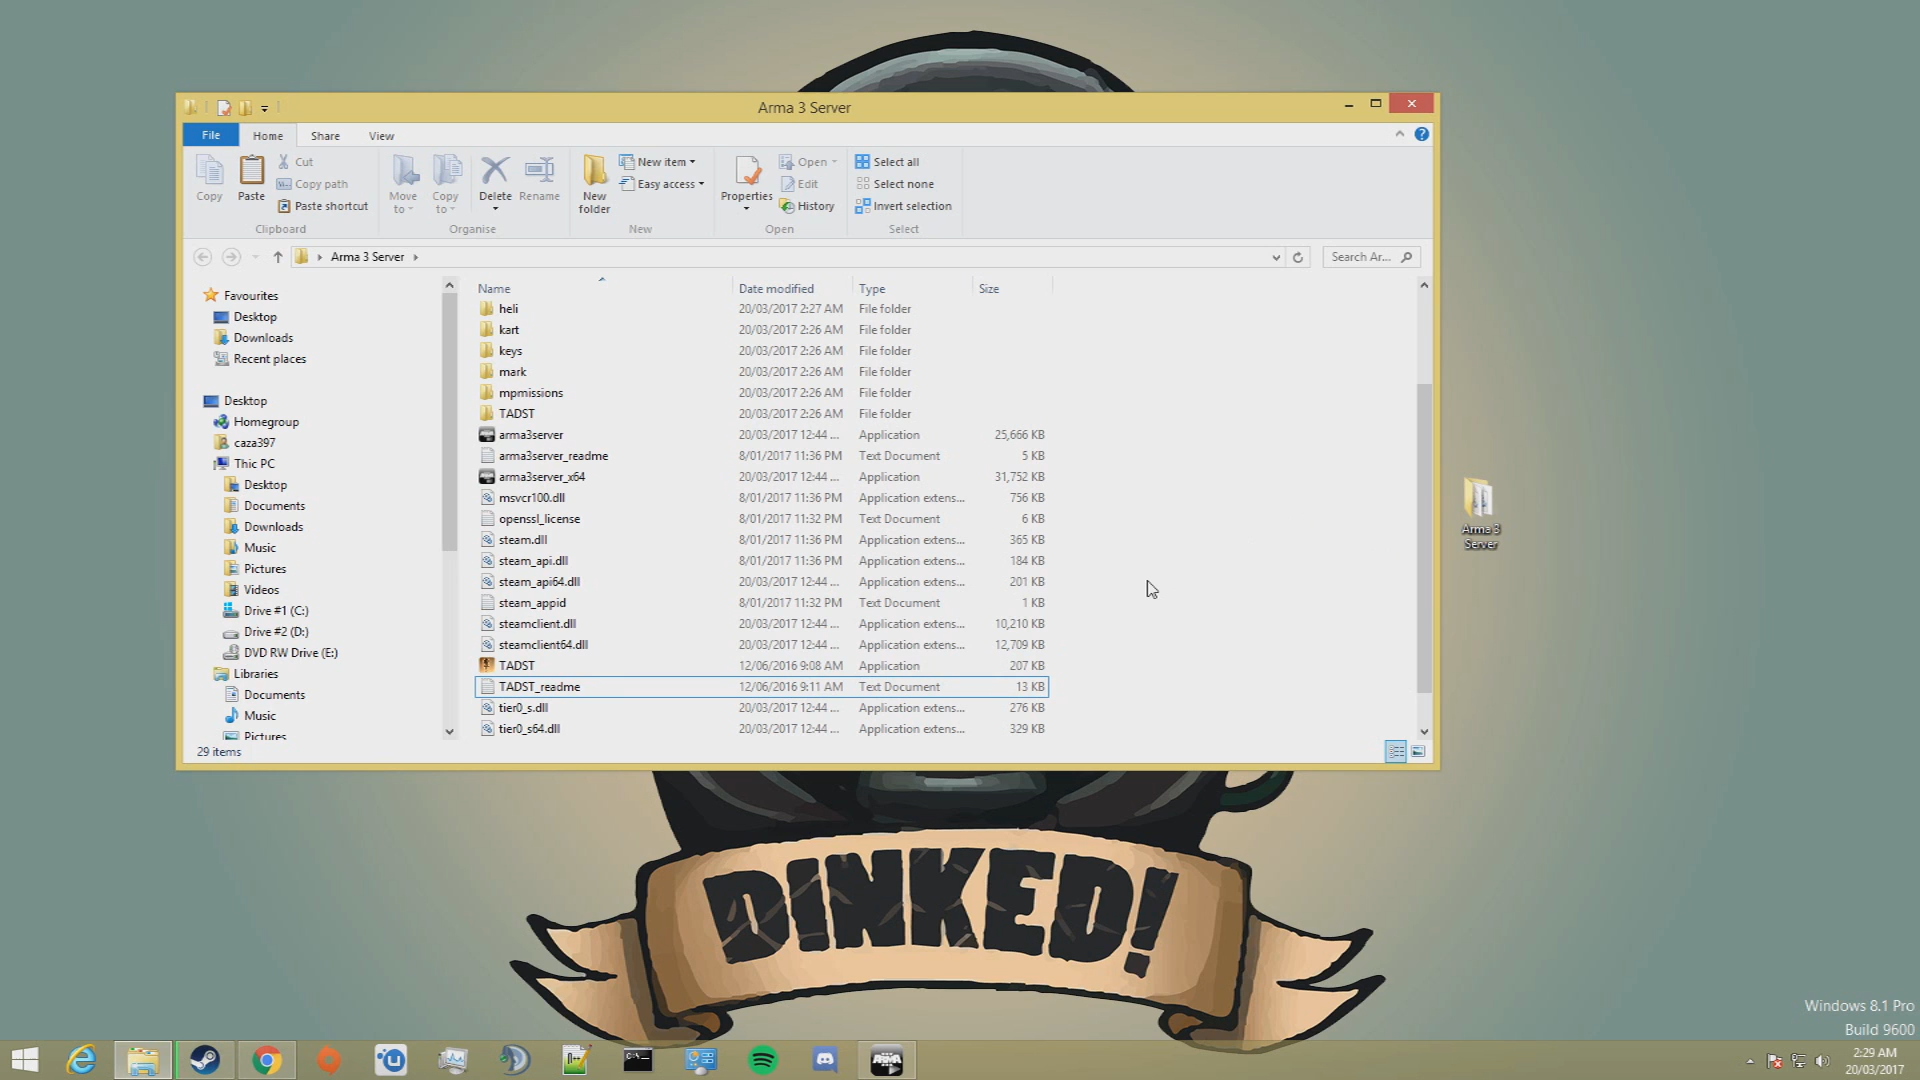 Arma 3 Server
File Home Share View
Copy Paste Cut Copy path Paste shortcut
Move to Copy to Delete Rename
New folder New item Easy access
Properties Open Edit History
Select all Select none Invert selection
Clipboard Organise New Open Select
Arma 3 Server Search Ar...
Favourites
Desktop
Downloads
Recent places
Desktop
Homegroup
caza397
Thic PC
Desktop
Documents
Downloads
Music
Pictures
Videos
Drive #1 (C:)
Drive #2 (D:)
DVD RW Drive (E:)
Libraries
Documents
Music
Pictures
Name Date modified Type Size
heli 20/03/2017 2:27 AM File folder
kart 20/03/2017 2:26 AM File folder
keys 20/03/2017 2:26 AM File folder
mark 20/03/2017 2:26 AM File folder
mpmissions 20/03/2017 2:26 AM File folder
TADST 20/03/2017 2:26 AM File folder
arma3server 20/03/2017 12:44 ... Application 25,666 KB
arma3server_readme 8/01/2017 11:36 PM Text Document 5 KB
arma3server_x64 20/03/2017 12:44 ... Application 31,752 KB
msvcr100.dll 8/01/2017 11:36 PM Application extens... 756 KB
openssl_license 8/01/2017 11:32 PM Text Document 6 KB
steam.dll 8/01/2017 11:36 PM Application extens... 365 KB
steam_api.dll 8/01/2017 11:36 PM Application extens... 184 KB
steam_api64.dll 20/03/2017 12:44 ... Application extens... 201 KB
steam_appid 8/01/2017 11:32 PM Text Document 1 KB
steamclient.dll 20/03/2017 12:44 ... Application extens... 10,210 KB
steamclient64.dll 20/03/2017 12:44 ... Application extens... 12,709 KB
TADST 12/06/2016 9:08 AM Application 207 KB
TADST_readme 12/06/2016 9:11 AM Text Document 13 KB
tier0_s.dll 20/03/2017 12:44 ... Application extens... 276 KB
tier0_s64.dll 20/03/2017 12:44 ... Application extens... 329 KB
29 items
Arma 3
Server
DINKED!
Windows 8.1 Pro
Build 9600
C:\_
ARMA
2:29 AM
20/03/2017